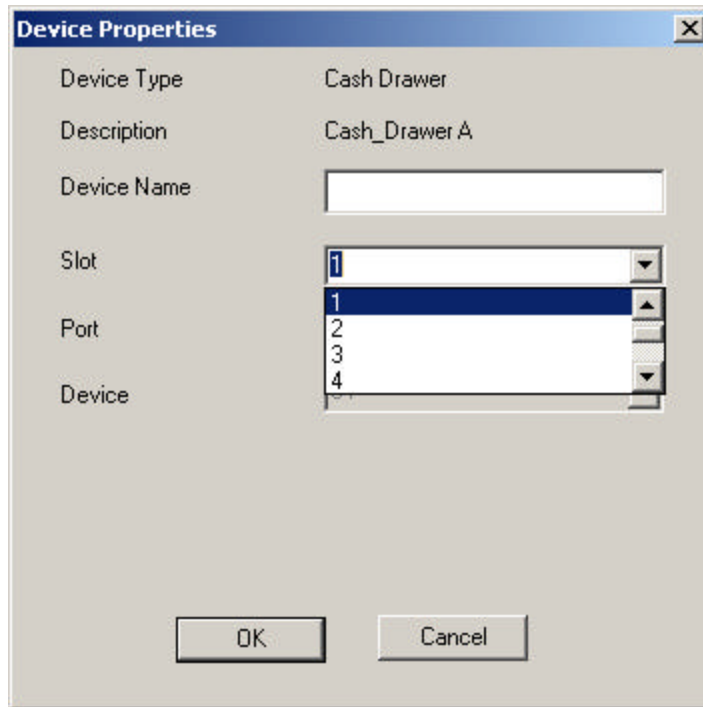 Device Properties
Device Type Cash Drawer
Description Cash_Drawer A
Device Name
Slot 1
1
2
Port
3
4
Device
OK Cancel